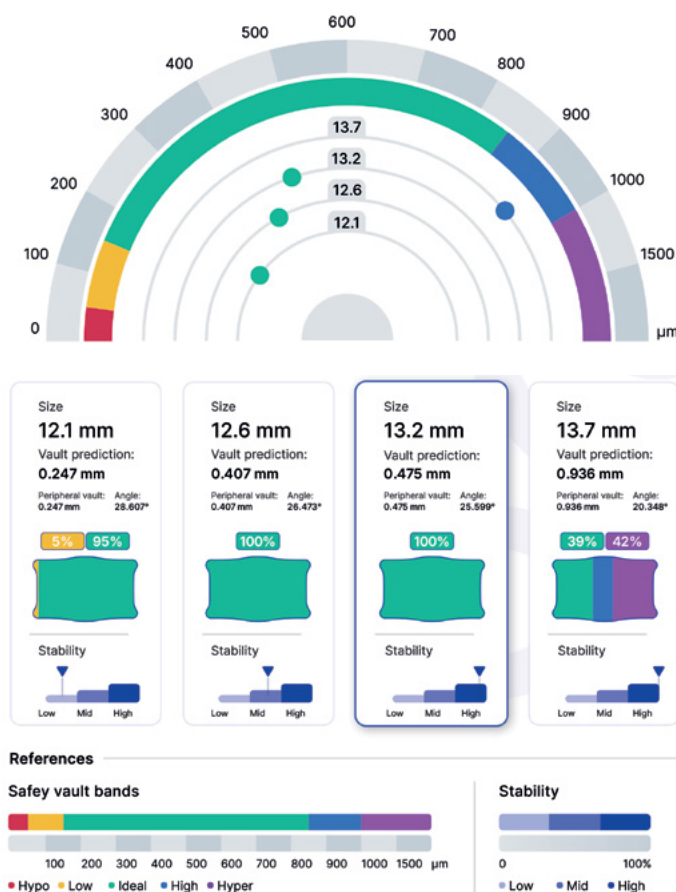 600
500
700
400
800
300
900
200
1000
100
1500
0
µm
13.7
13.2
12.6
12.1
Size
12.1 mm
Vault prediction:
0.247 mm
Peripheral vault: Angle:
0.247 mm 28.607°
5% 95%
Stability
Low Mid High
Size
12.6 mm
Vault prediction:
0.407 mm
Peripheral vault: Angle:
0.407 mm 26.473°
100%
Stability
Low Mid High
Size
13.2 mm
Vault prediction:
0.475 mm
Peripheral vault: Angle:
0.475 mm 25.599°
100%
Stability
Low Mid High
Size
13.7 mm
Vault prediction:
0.936 mm
Peripheral vault: Angle:
0.936 mm 20.348°
39% 42%
Stability
Low Mid High
References
Safey vault bands
100 200 300 400 500 600 700 800 900 1000 1500 µm
Hypo Low Ideal High Hyper
Stability
0 100%
Low Mid High